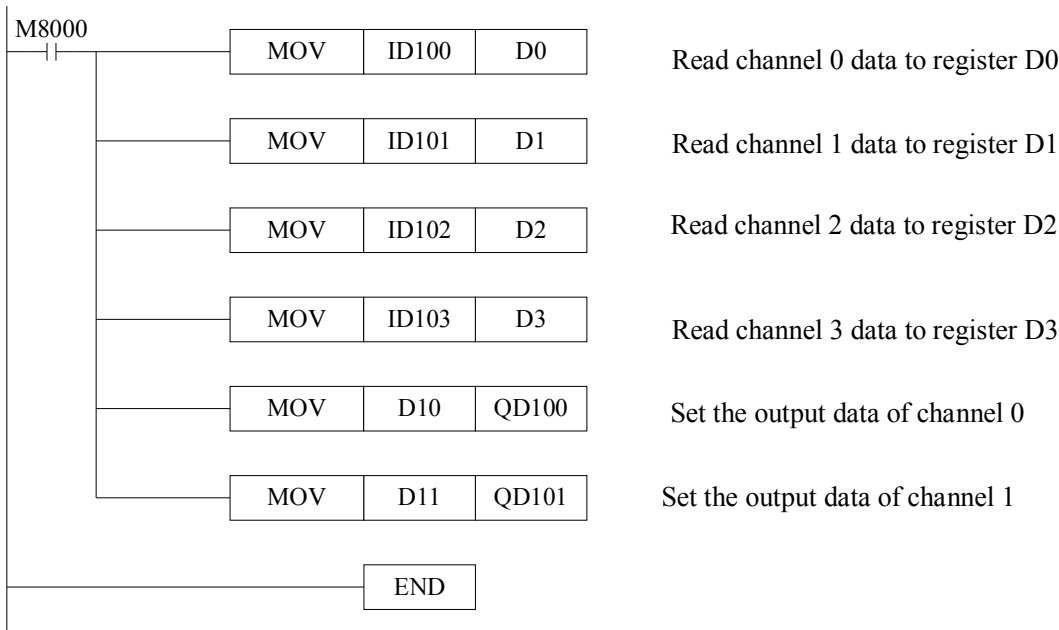 M8000
MOV ID100 D0 Read channel 0 data to register D0
MOV ID101 D1 Read channel 1 data to register D1
MOV ID102 D2 Read channel 2 data to register D2
MOV ID103 D3 Read channel 3 data to register D3
MOV D10 QD100 Set the output data of channel 0
MOV D11 QD101 Set the output data of channel 1
END